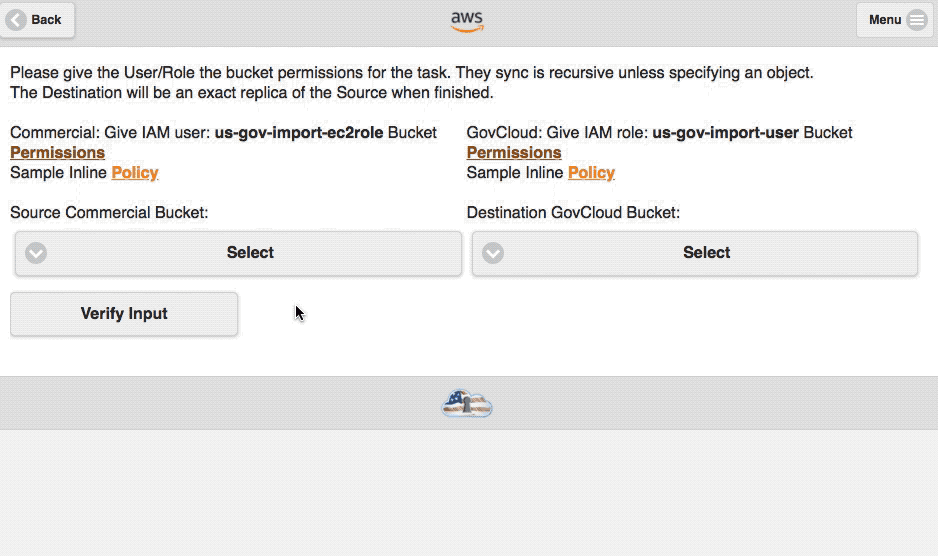 Back
aws
Menu
Please give the User/Role the bucket permissions for the task. They sync is recursive unless specifying an object.
The Destination will be an exact replica of the Source when finished.
Commercial: Give IAM user: us-gov-import-ec2role Bucket
Permissions
Sample Inline Policy
GovCloud: Give IAM role: us-gov-import-user Bucket
Permissions
Sample Inline Policy
Source Commercial Bucket:
Select
Destination GovCloud Bucket:
Select
Verify Input